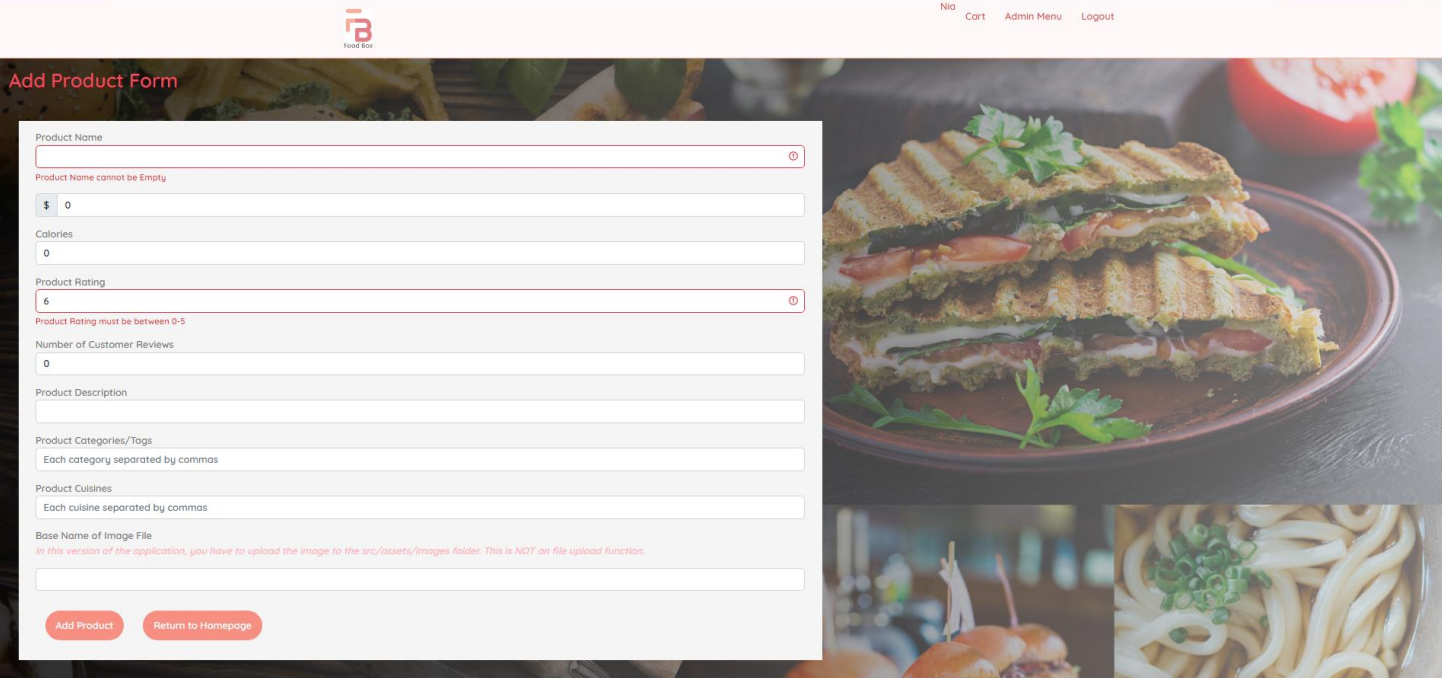 Nia
Cart Admin Menu Logout
FB
Food Box
Add Product Form
Product Name
Product Name cannot be Empty
$ 0
Calories
0
Product Rating
6
Product Rating must be between 0-5
Number of Customer Reviews
0
Product Description
Product Categories/Tags
Each category separated by commas
Product Cuisines
Each cuisine separated by commas
Base Name of Image File
In this version of the application, you have to upload the image to the src/assets/images folder. This is NOT an file upload function.
Add Product Return to Homepage